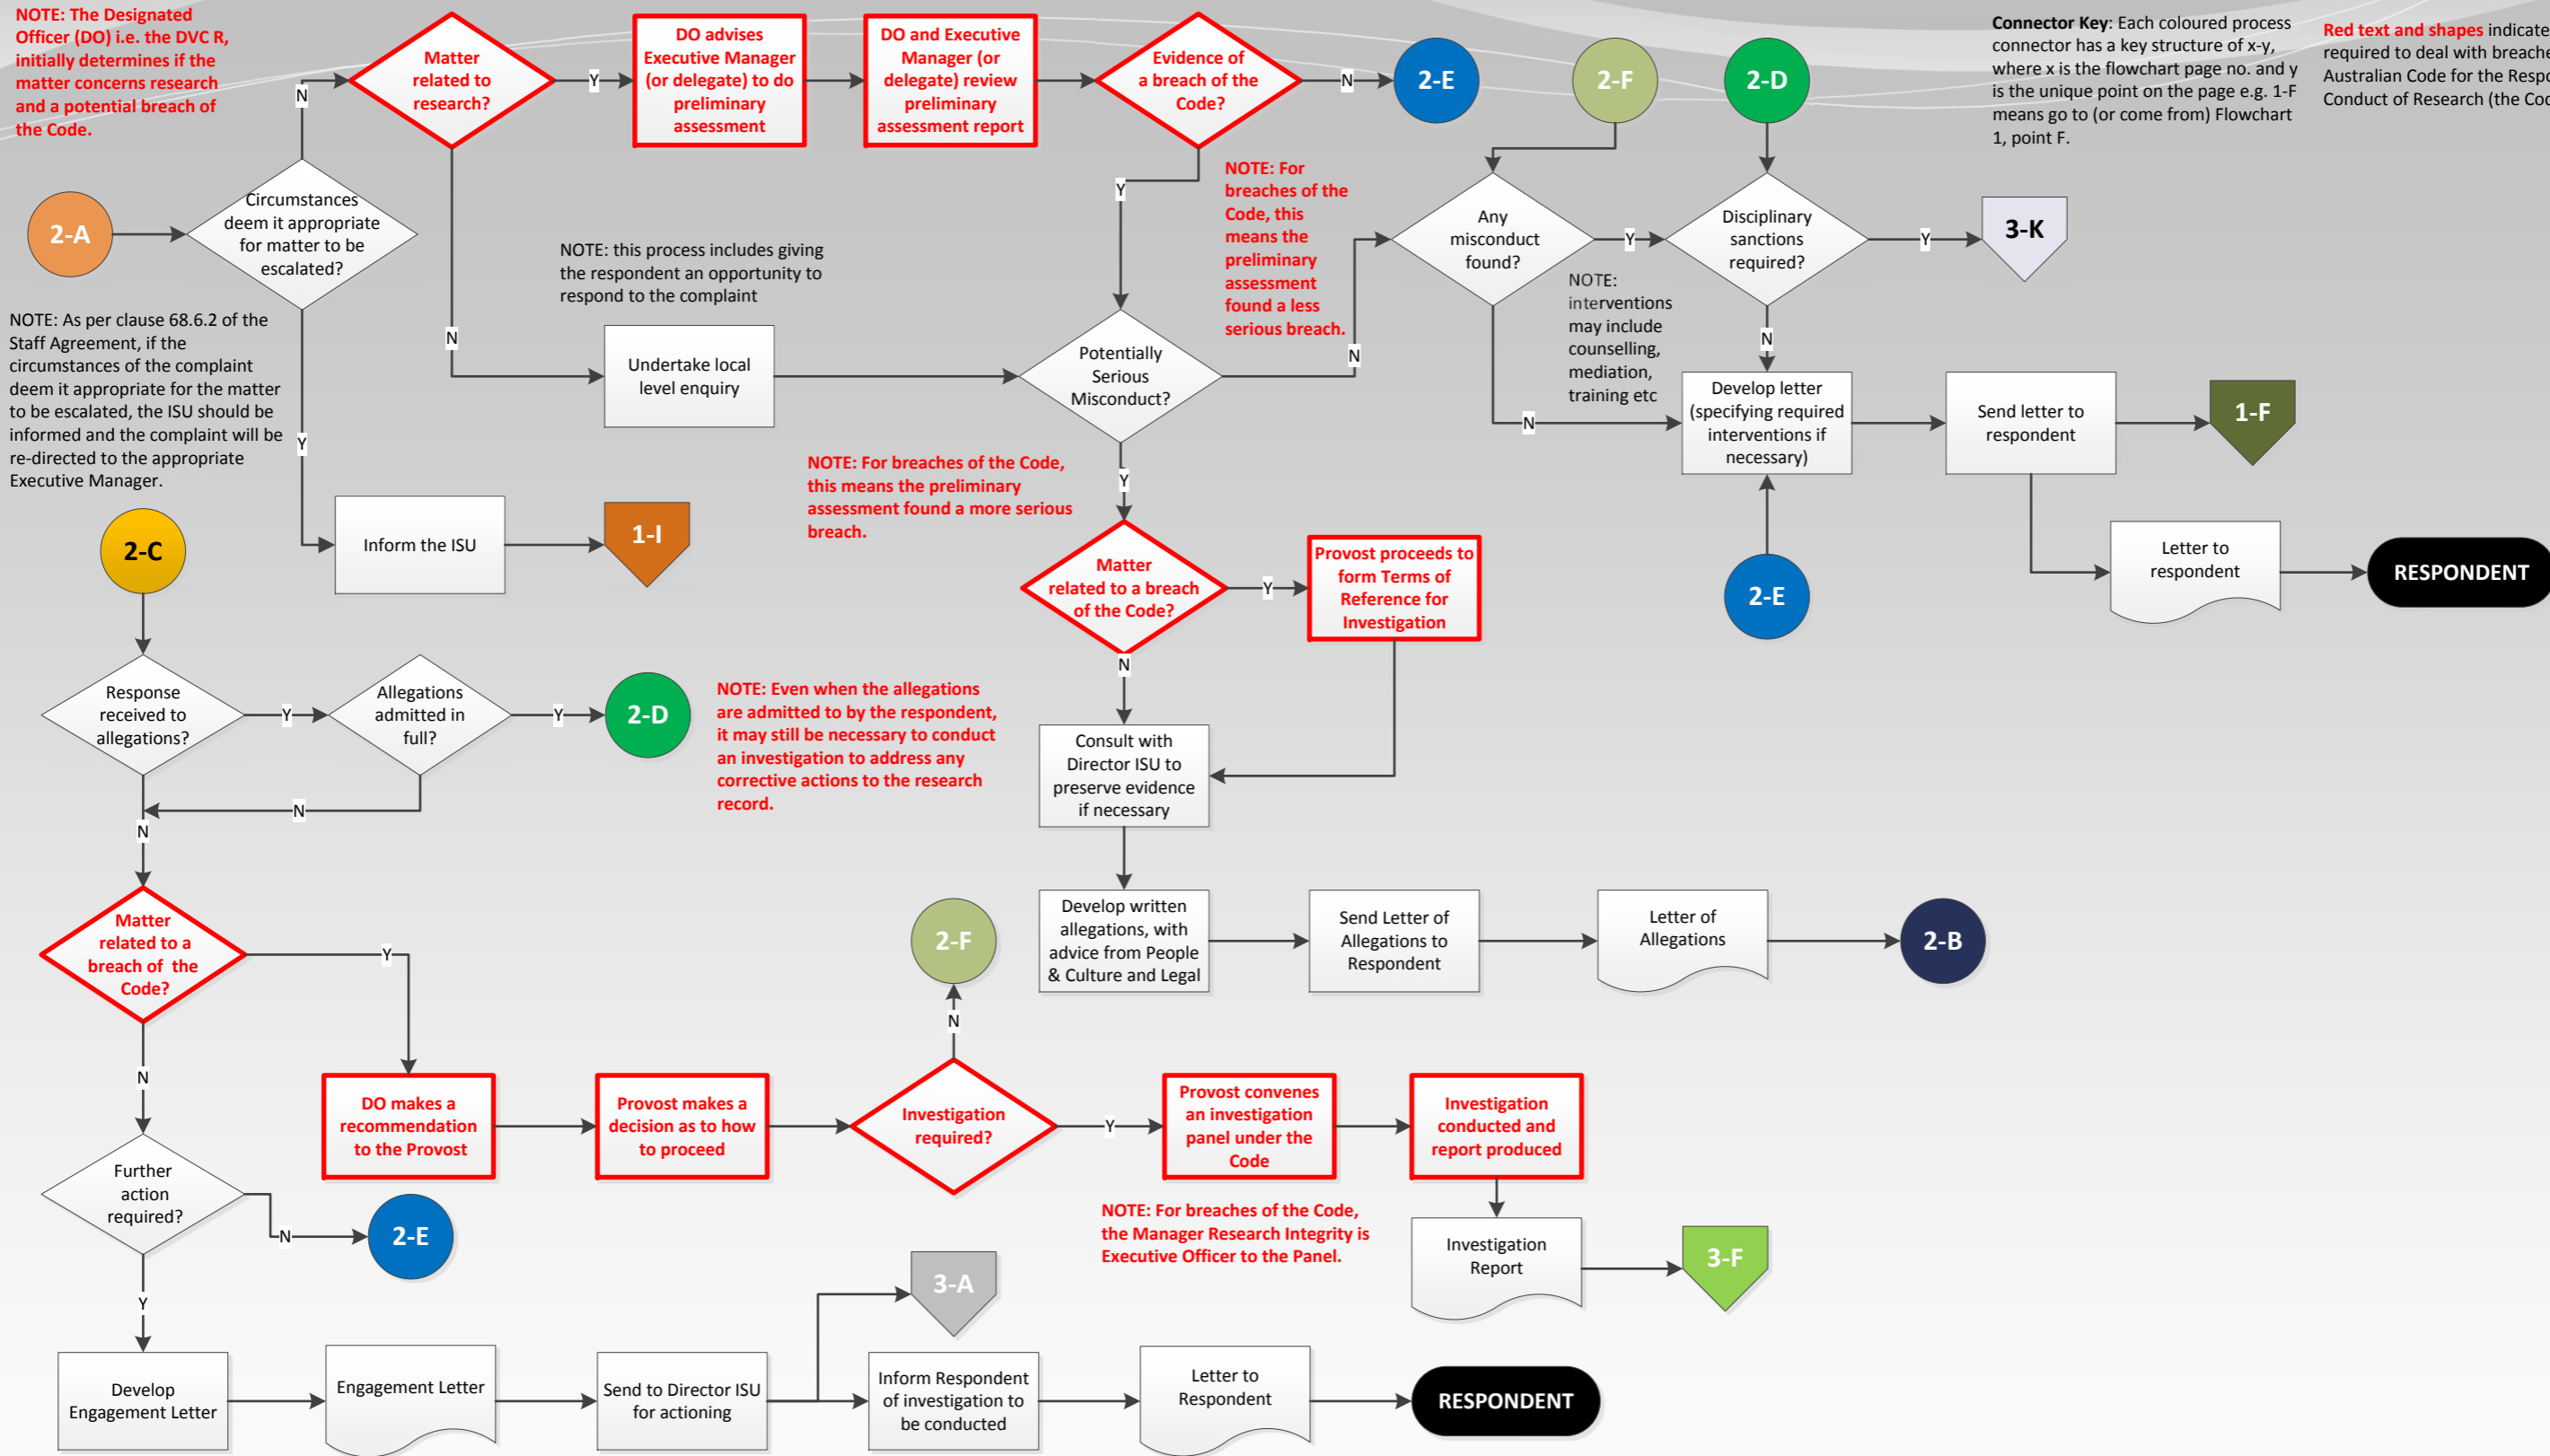 NOTE: The Designated
Officer (DO) i.e. the DVC R,
initially determines if the
matter concerns research
and a potential breach of
the Code.
Matter
related to
research?
Y
DO advises
Executive Manager
(or delegate) to do
preliminary
assessment
DO and Executive
Manager (or
delegate) review
preliminary
assessment report
Evidence of
a breach of the
Code?
N
2-E
2-F
2-D
Connector Key: Each coloured process
connector has a key structure of x-y,
where x is the flowchart page no. and y
is the unique point on the page e.g. 1-F
means go to (or come from) Flowchart
1, point F.
Red text and shapes indicate
required to deal with
Australian Code for the
Conduct of Research (the
N
2-A
Circumstances
deem it appropriate
for matter to be
escalated?
NOTE: this process includes giving
the respondent an opportunity to
respond to the complaint
Y
NOTE: For
breaches of the
Code, this
means the
preliminary
assessment
found a less
serious breach.
Any
misconduct
found?
Y
Disciplinary
sanctions
required?
Y
3-K
NOTE: As per clause 68.6.2 of the
Staff Agreement, if the
circumstances of the complaint
deem it appropriate for the matter
to be escalated, the ISU should be
informed and the complaint will be
re-directed to the appropriate
Executive Manager.
Y
N
Undertake local
level enquiry
Potentially
Serious
Misconduct?
N
NOTE:
interventions
may include
counselling,
mediation,
training etc
N
N
Develop letter
(specifying required
interventions if
necessary)
Send letter to
respondent
1-F
Inform the ISU
1-I
NOTE: For breaches of the Code,
this means the preliminary
assessment found a more serious
breach.
Y
Matter
related to a breach
of the Code?
Y
Provost proceeds to
form Terms of
Reference for
Investigation
2-E
Letter to
respondent
RESPONDENT
2-C
Response
received to
allegations?
Y
Allegations
admitted in
full?
Y
2-D
NOTE: Even when the allegations
are admitted to by the respondent,
it may still be necessary to conduct
an investigation to address any
corrective actions to the research
record.
N
Consult with
Director ISU to
preserve evidence
if necessary
N
N
Matter
related to a
breach of the
Code?
Y
2-F
Develop written
allegations, with
advice from People
& Culture and Legal
Send Letter of
Allegations to
Respondent
Letter of
Allegations
2-B
N
N
DO makes a
recommendation
to the Provost
Provost makes a
decision as to how
to proceed
Investigation
required?
Y
Provost convenes
an investigation
panel under the
Code
Investigation
conducted and
report produced
Further
action
required?
N
2-E
NOTE: For breaches of the Code,
the Manager Research Integrity is
Executive Officer to the Panel.
Investigation
Report
3-F
Y
3-A
Develop
Engagement Letter
Engagement Letter
Send to Director ISU
for actioning
Inform Respondent
of investigation to
be conducted
Letter to
Respondent
RESPONDENT